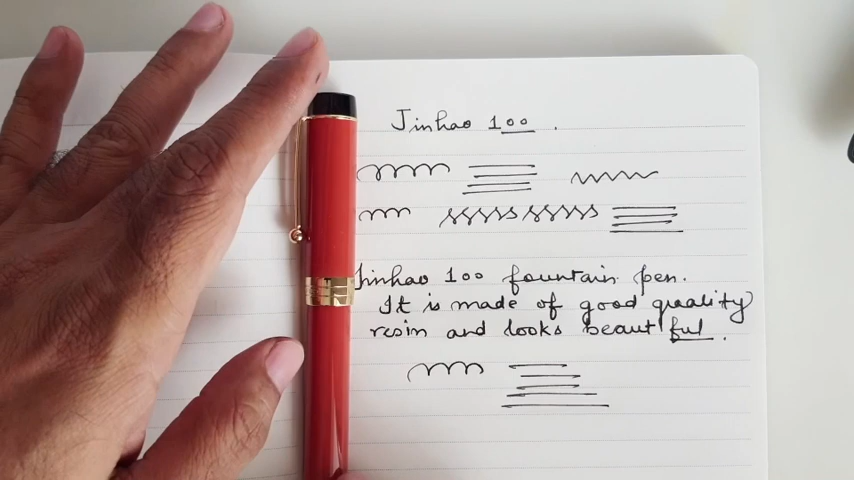 Jinhao 100 .
Jinhao 100 fountain pen.
It is made of good quality
resin and looks beautiful .